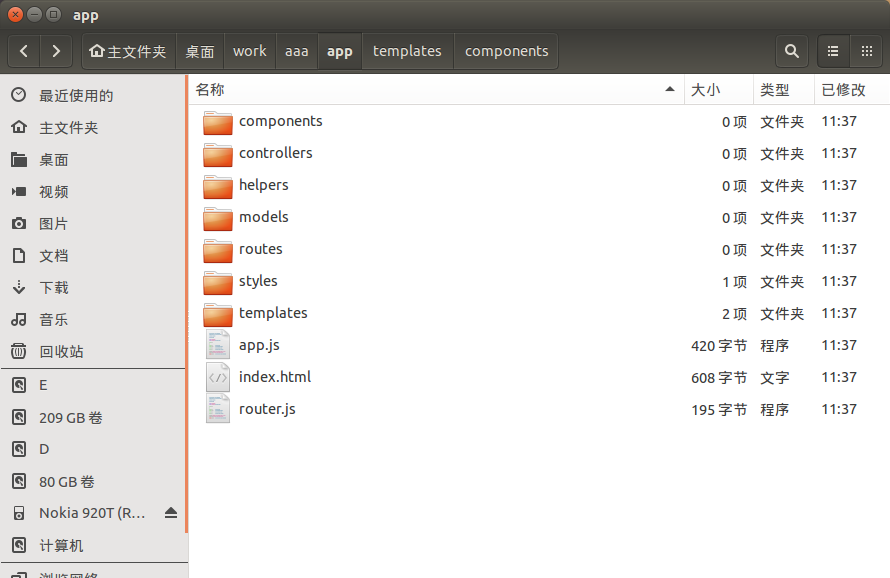 app
主文件夹 桌面 work aaa app templates components
名称 大小 类型 已修改
最近使用的
主文件夹
桌面
视频
图片
文档
下载
音乐
回收站
E
209 GB 卷
D
80 GB 卷
Nokia 920T (R...
计算机
浏览网络
components 0 项 文件夹 11:37
controllers 0 项 文件夹 11:37
helpers 0 项 文件夹 11:37
models 0 项 文件夹 11:37
routes 0 项 文件夹 11:37
styles 1 项 文件夹 11:37
templates 2 项 文件夹 11:37
app.js 420 字节 程序 11:37
index.html 608 字节 文字 11:37
router.js 195 字节 程序 11:37